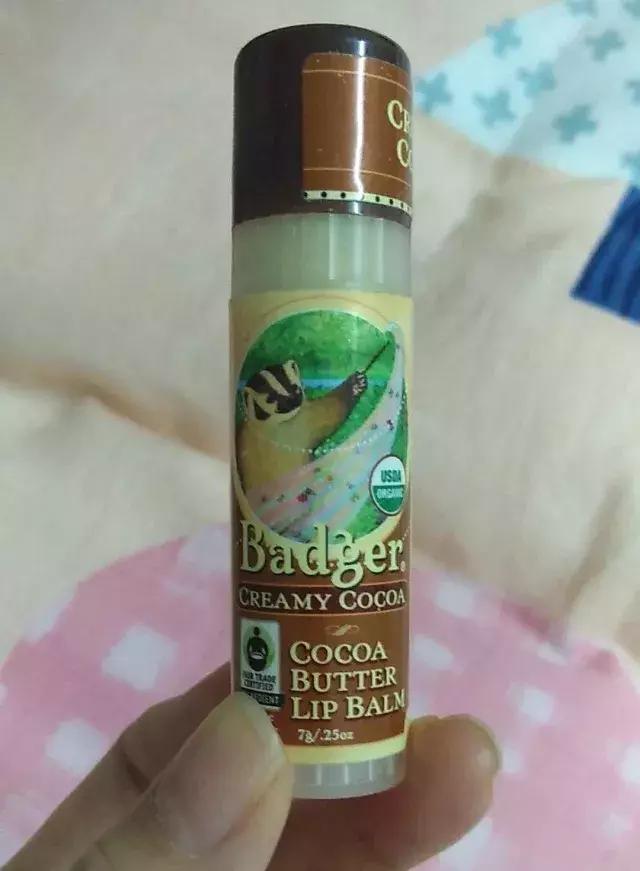 USDA
ORGANIC
Badger®
CREAMY COCOA
FAIR TRADE
CERTIFIED
COCOA
BUTTER
LIP BALM
7g/.25oz